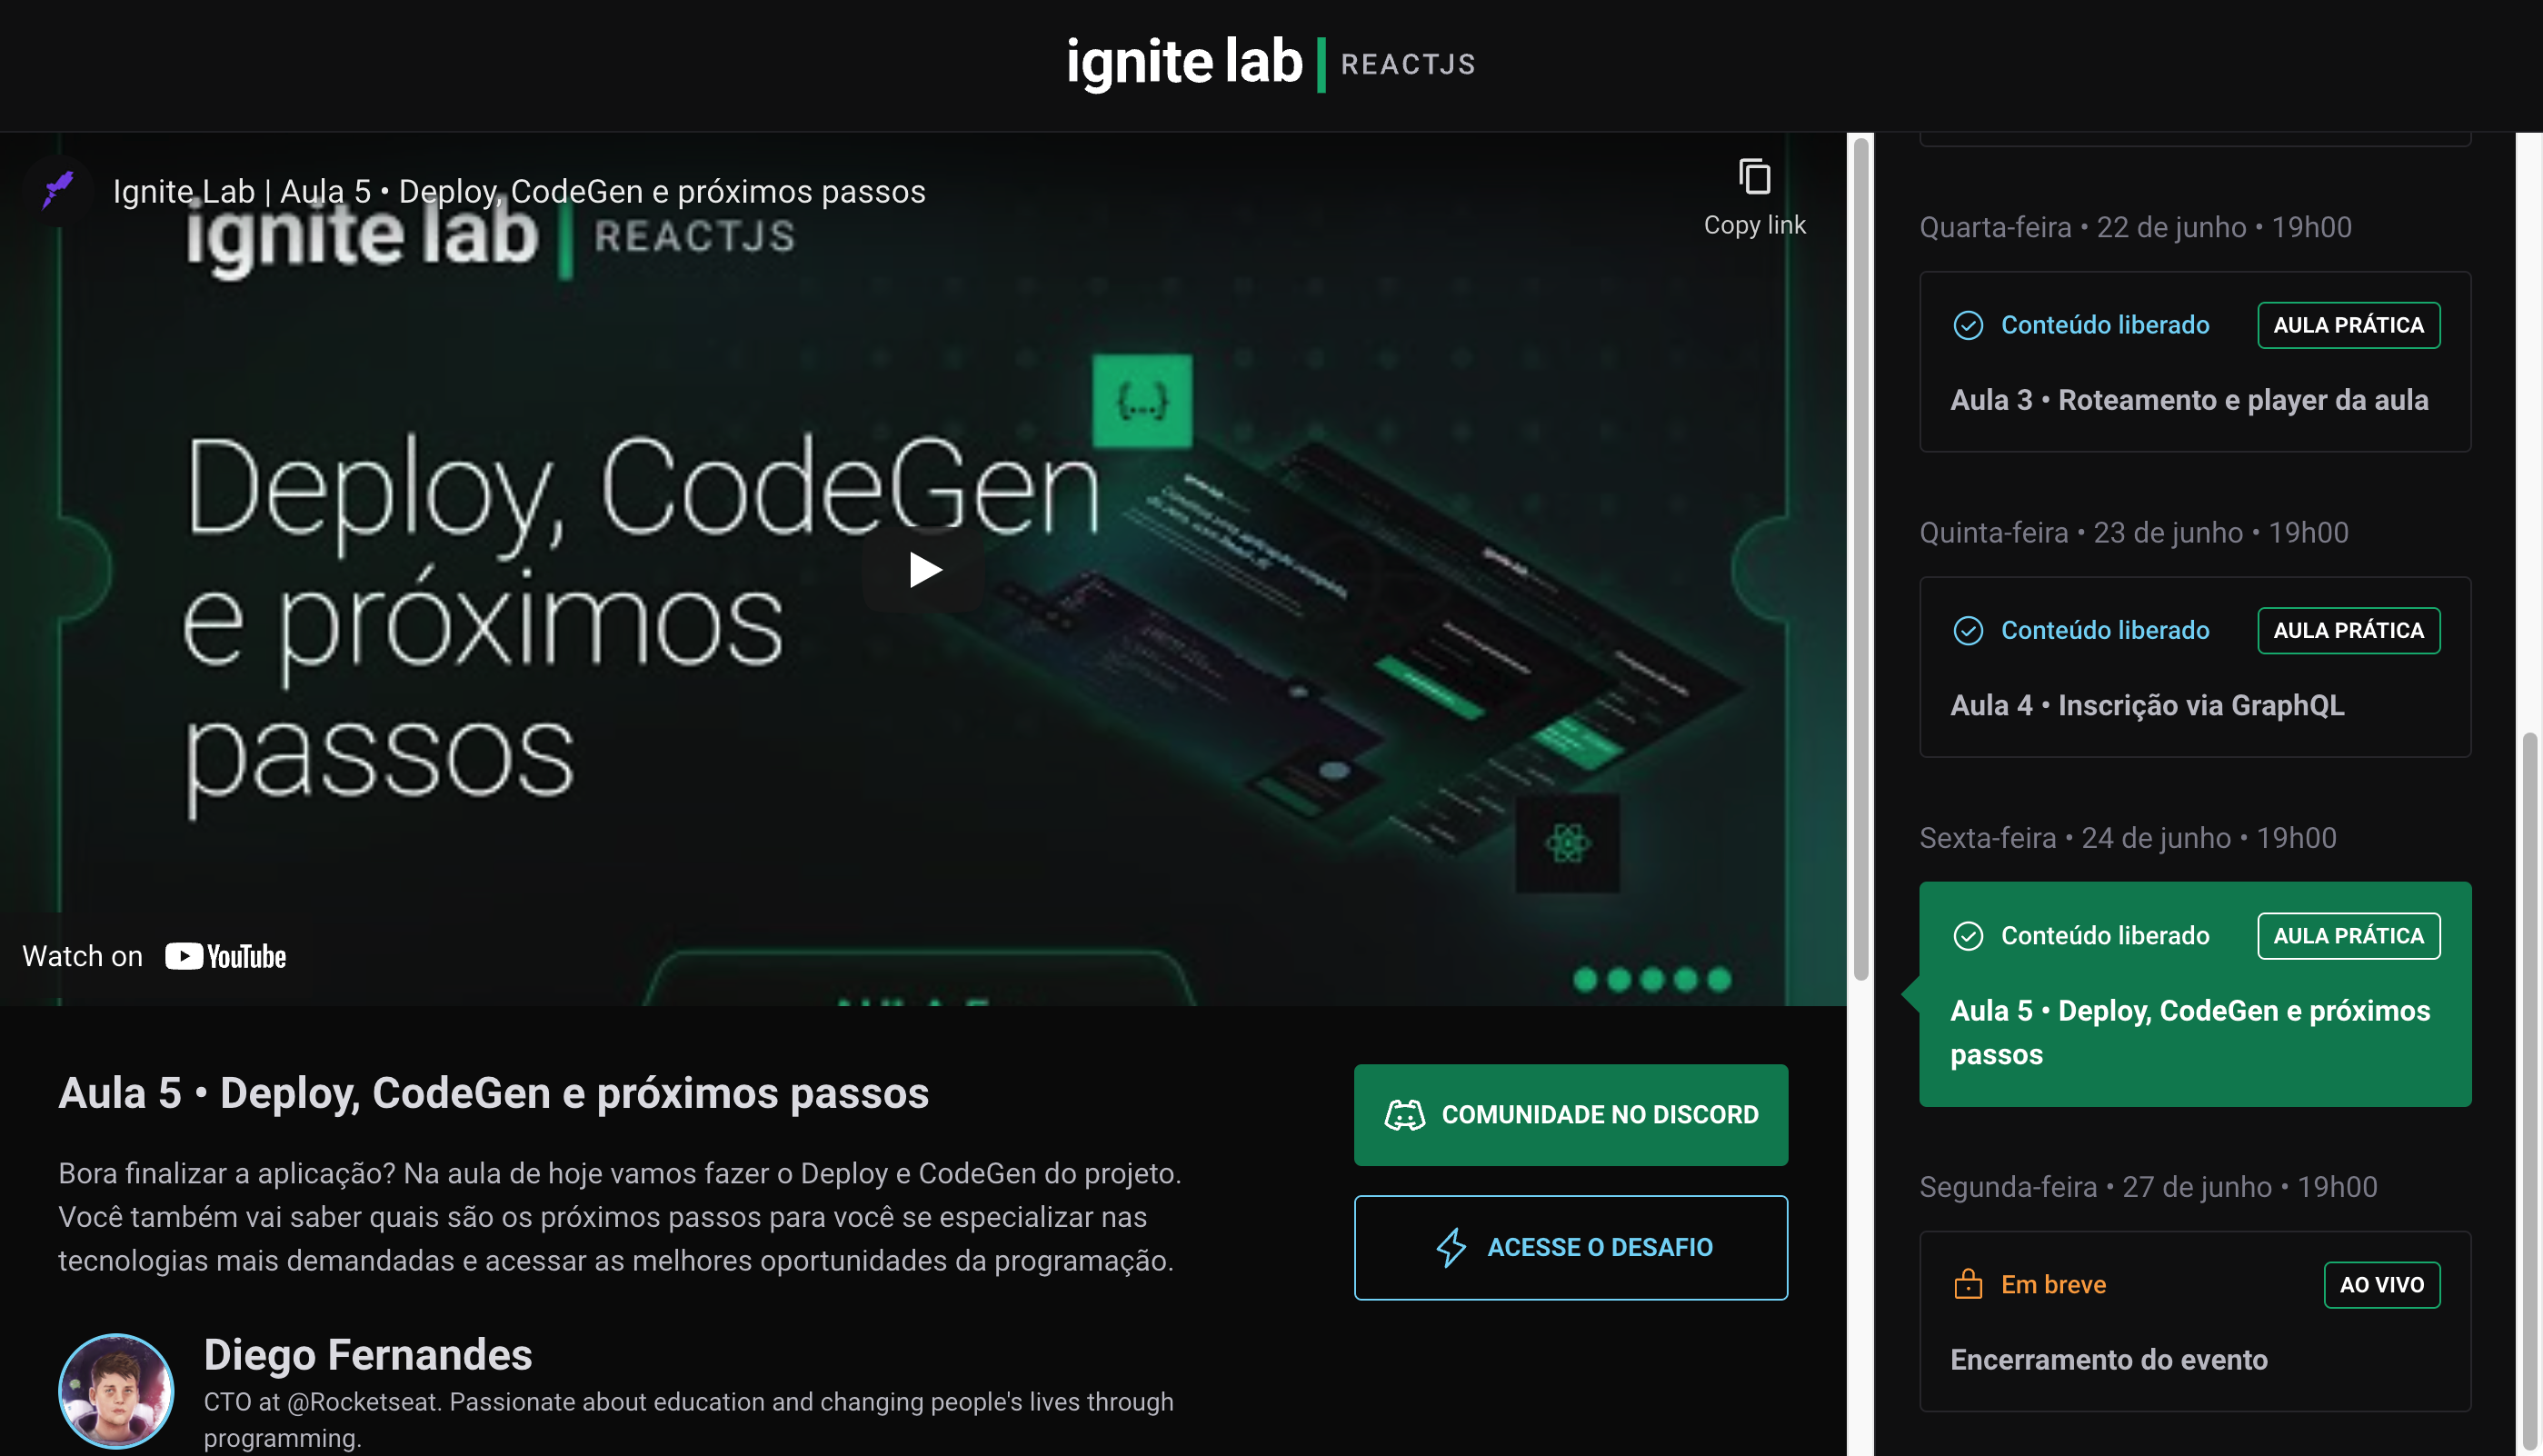 ignite lab | REACTJS
Ignite Lab | Aula 5 • Deploy, CodeGen e próximos passos
Copy link
ignite lab | REACTJS
{...}
Deploy, CodeGen
e próximos
passos
Watch on YouTube
Aula 5 • Deploy, CodeGen e próximos passos
Bora finalizar a aplicação? Na aula de hoje vamos fazer o Deploy e CodeGen do projeto.
Você também vai saber quais são os próximos passos para você se especializar nas
tecnologias mais demandadas e acessar as melhores oportunidades da programação.
COMUNIDADE NO DISCORD
ACESSE O DESAFIO
Diego Fernandes
CTO at @Rocketseat. Passionate about education and changing people's lives through
programming.
Quarta-feira • 22 de junho • 19h00
Conteúdo liberado
AULA PRÁTICA
Aula 3 • Roteamento e player da aula
Quinta-feira • 23 de junho • 19h00
Conteúdo liberado
AULA PRÁTICA
Aula 4 • Inscrição via GraphQL
Sexta-feira • 24 de junho • 19h00
Conteúdo liberado
AULA PRÁTICA
Aula 5 • Deploy, CodeGen e próximos
passos
Segunda-feira • 27 de junho • 19h00
Em breve
AO VIVO
Encerramento do evento